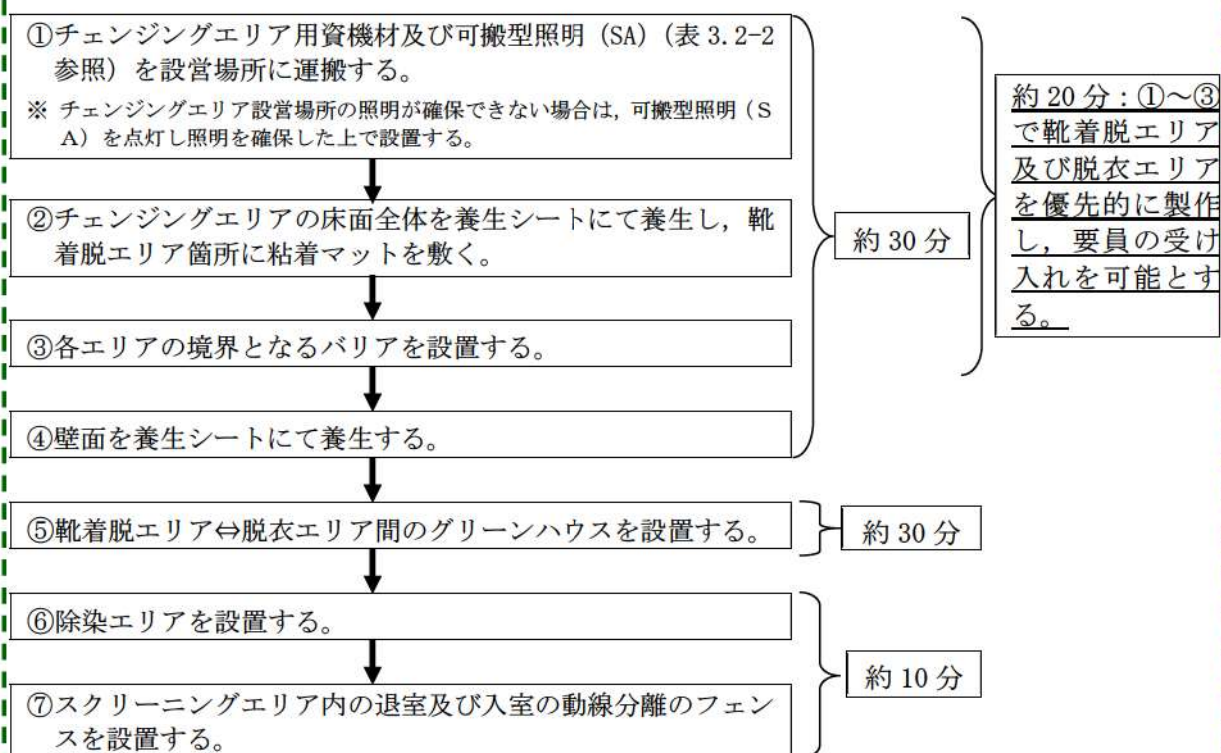 ①チェンジングエリア用資機材及び可搬型照明（SA）（表 3.2-2
参照）を設営場所に運搬する。
※ チェンジングエリア設営場所の照明が確保できない場合は，可搬型照明（S
A）を点灯し照明を確保した上で設置する。
②チェンジングエリアの床面全体を養生シートにて養生し，靴
着脱エリア箇所に粘着マットを敷く。
③各エリアの境界となるバリアを設置する。
④壁面を養生シートにて養生する。
約 30 分
約 20 分：①～③
で靴着脱エリア
及び脱衣エリア
を優先的に製作
し，要員の受け
入れを可能とす
る。
⑤靴着脱エリア⇔脱衣エリア間のグリーンハウスを設置する。
約 30 分
⑥除染エリアを設置する。
⑦スクリーニングエリア内の退室及び入室の動線分離のフェン
スを設置する。
約 10 分